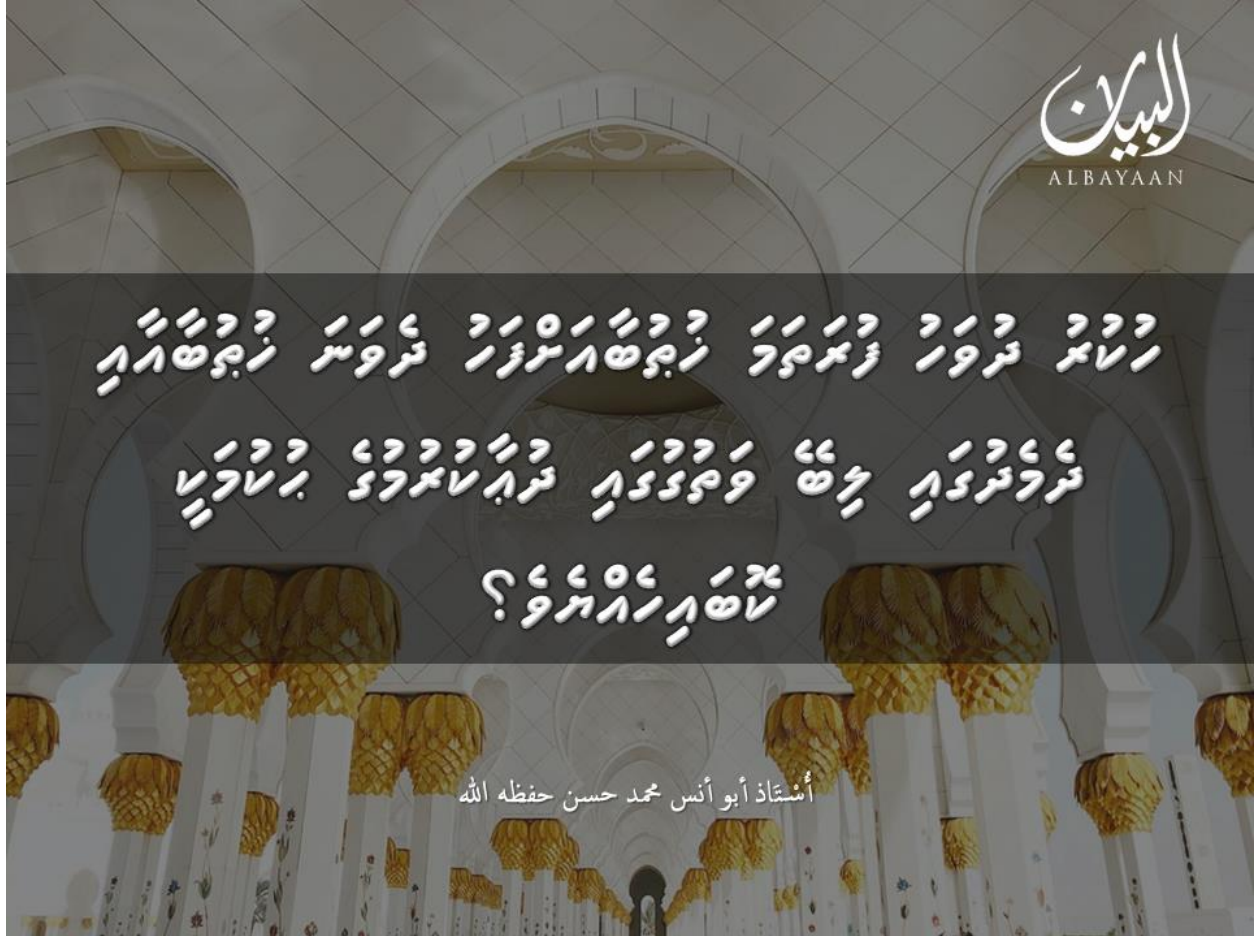 البيان
ALBAYAAN
ހުކުރު ދުވަހު ފުރަތަމަ ޚުޠުބާއަށްފަހު ދެވަނަ ޚުޠުބާއާއި
ދެމެދުގައި ލިބޭ ވަތުގުގައި ދުޢާކުރުމުގެ ޙުކުމަކީ
ކޮބައިހެއްޔެވެ؟
أُسْتَاذ أبو أنس محمد حسن حفظه الله